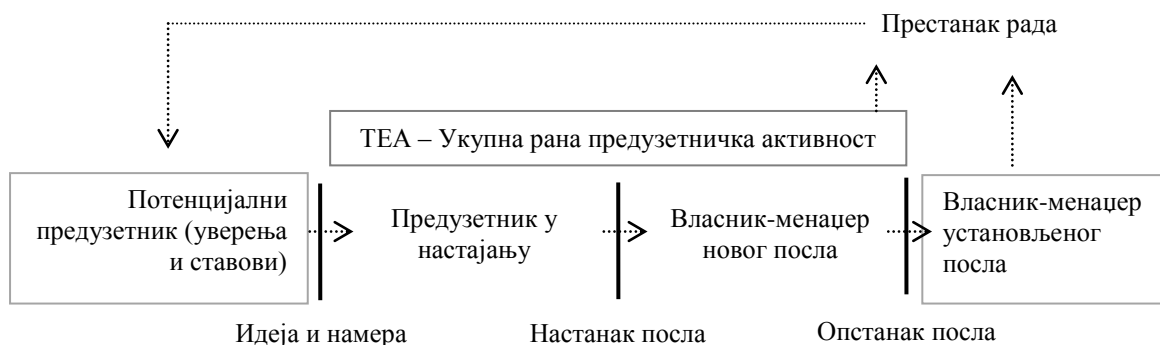 Престанак рада
ТЕА – Укупна рана предузетничка активност
Потенцијални
предузетник (уверења
и ставови)
Предузетник у
настајању
Власник-менаџер
новог посла
Власник-менаџер
установљеног
посла
Идеја и намера
Настанак посла
Опстанак посла